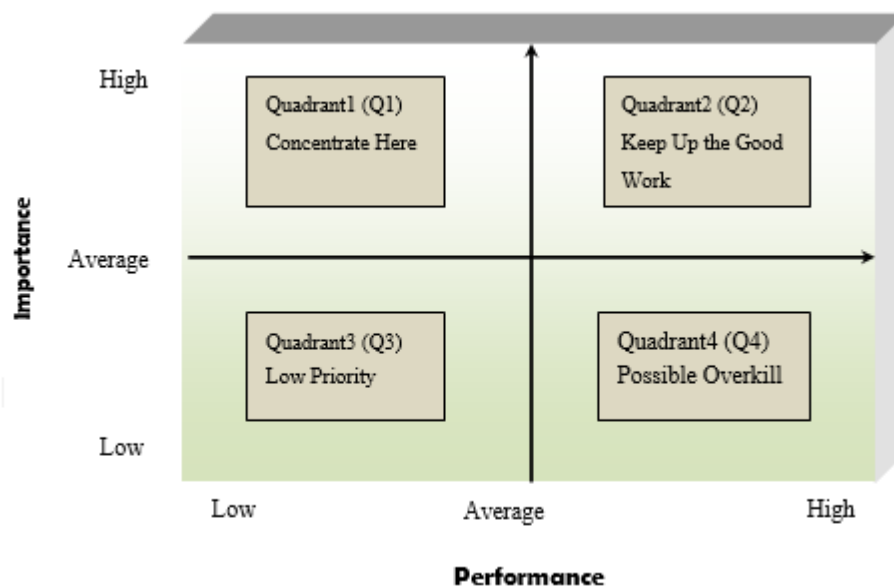 High
Quadrant1 (Q1)
Concentrate Here
Quadrant2 (Q2)
Keep Up the Good
Work
Importance
Average
Quadrant3 (Q3)
Low Priority
Quadrant4 (Q4)
Possible Overkill
Low
Low
Average
High
Performance